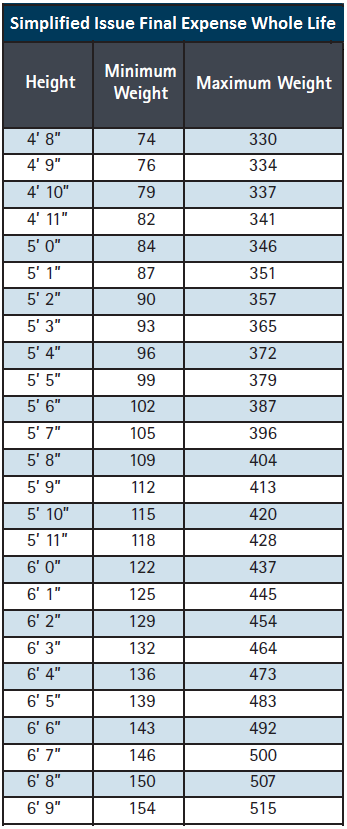 Simplified Issue Final Expense Whole Life
Height Minimum Weight Maximum Weight
4' 8" 74 330
4' 9" 76 334
4' 10" 79 337
4' 11" 82 341
5' 0" 84 346
5' 1" 87 351
5' 2" 90 357
5' 3" 93 365
5' 4" 96 372
5' 5" 99 379
5' 6" 102 387
5' 7" 105 396
5' 8" 109 404
5' 9" 112 413
5' 10" 115 420
5' 11" 118 428
6' 0" 122 437
6' 1" 125 445
6' 2" 129 454
6' 3" 132 464
6' 4" 136 473
6' 5" 139 483
6' 6" 143 492
6' 7" 146 500
6' 8" 150 507
6' 9" 154 515